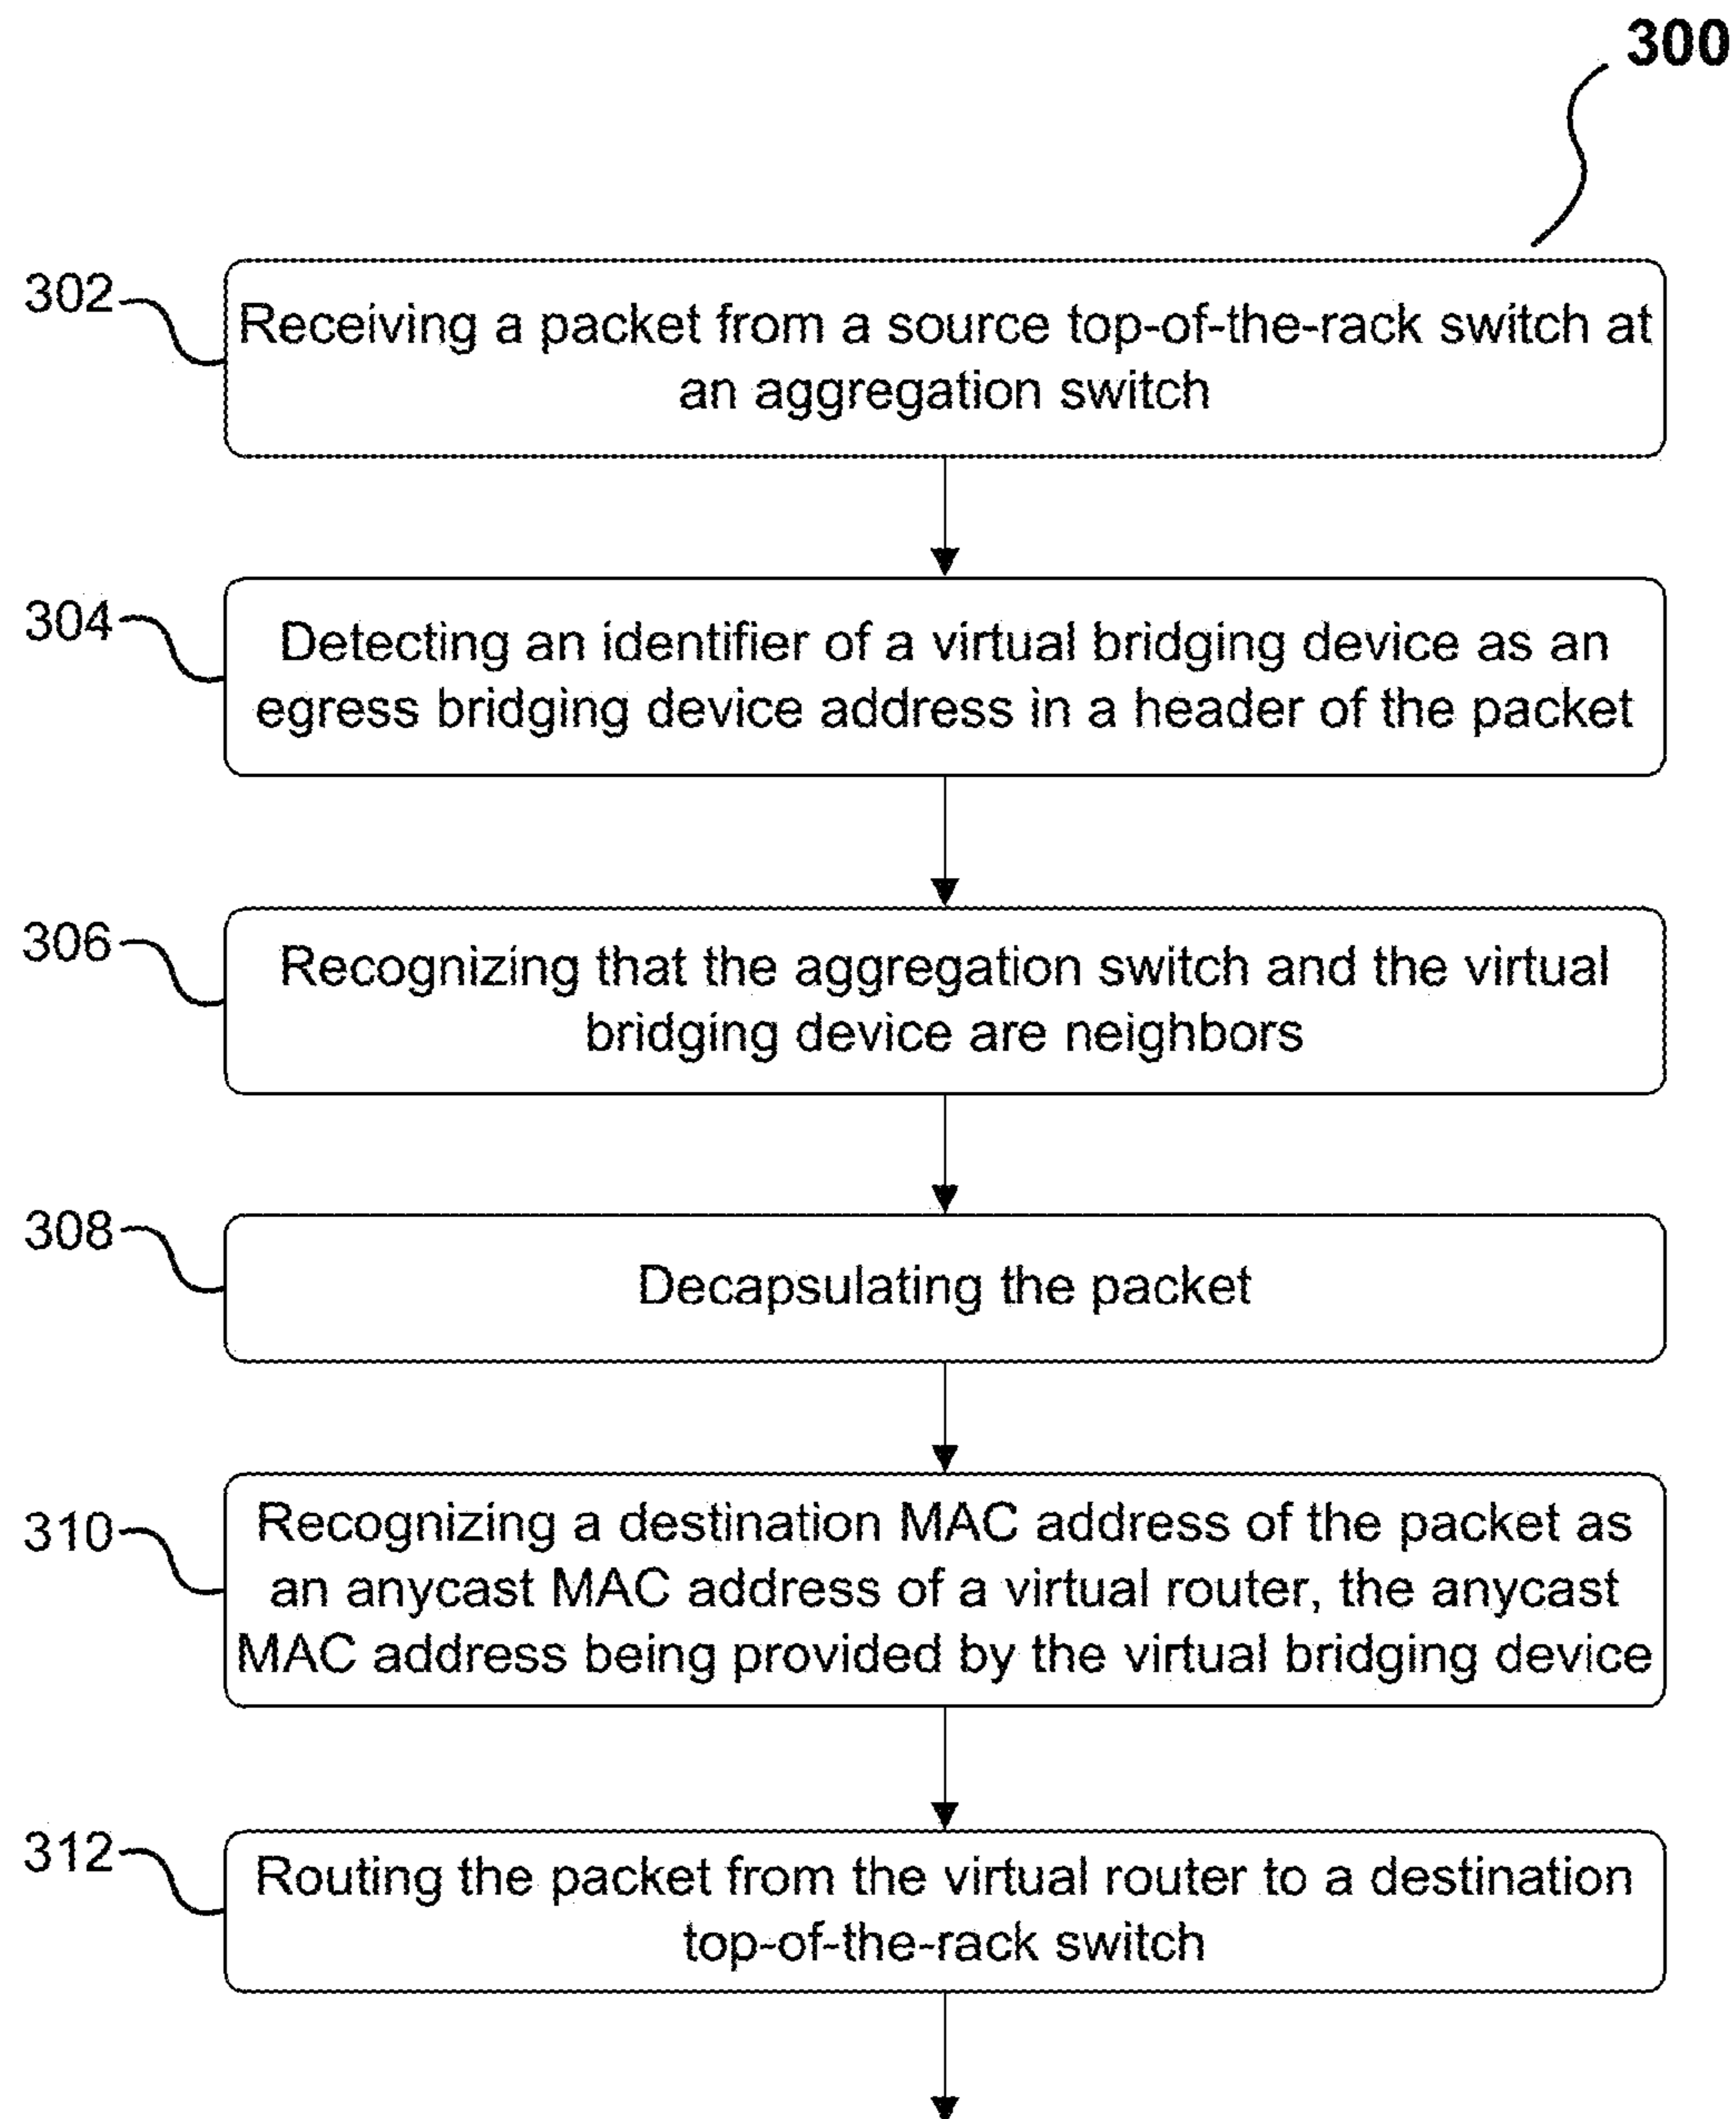 300
302
Receiving a packet from a source top-of-the-rack switch at
an aggregation switch
304
Detecting an identifier of a virtual bridging device as an
egress bridging device address in a header of the packet
306
Recognizing that the aggregation switch and the virtual
bridging device are neighbors
308
Decapsulating the packet
310
Recognizing a destination MAC address of the packet as
an anycast MAC address of a virtual router, the anycast
MAC address being provided by the virtual bridging device
312
Routing the packet from the virtual router to a destination
top-of-the-rack switch